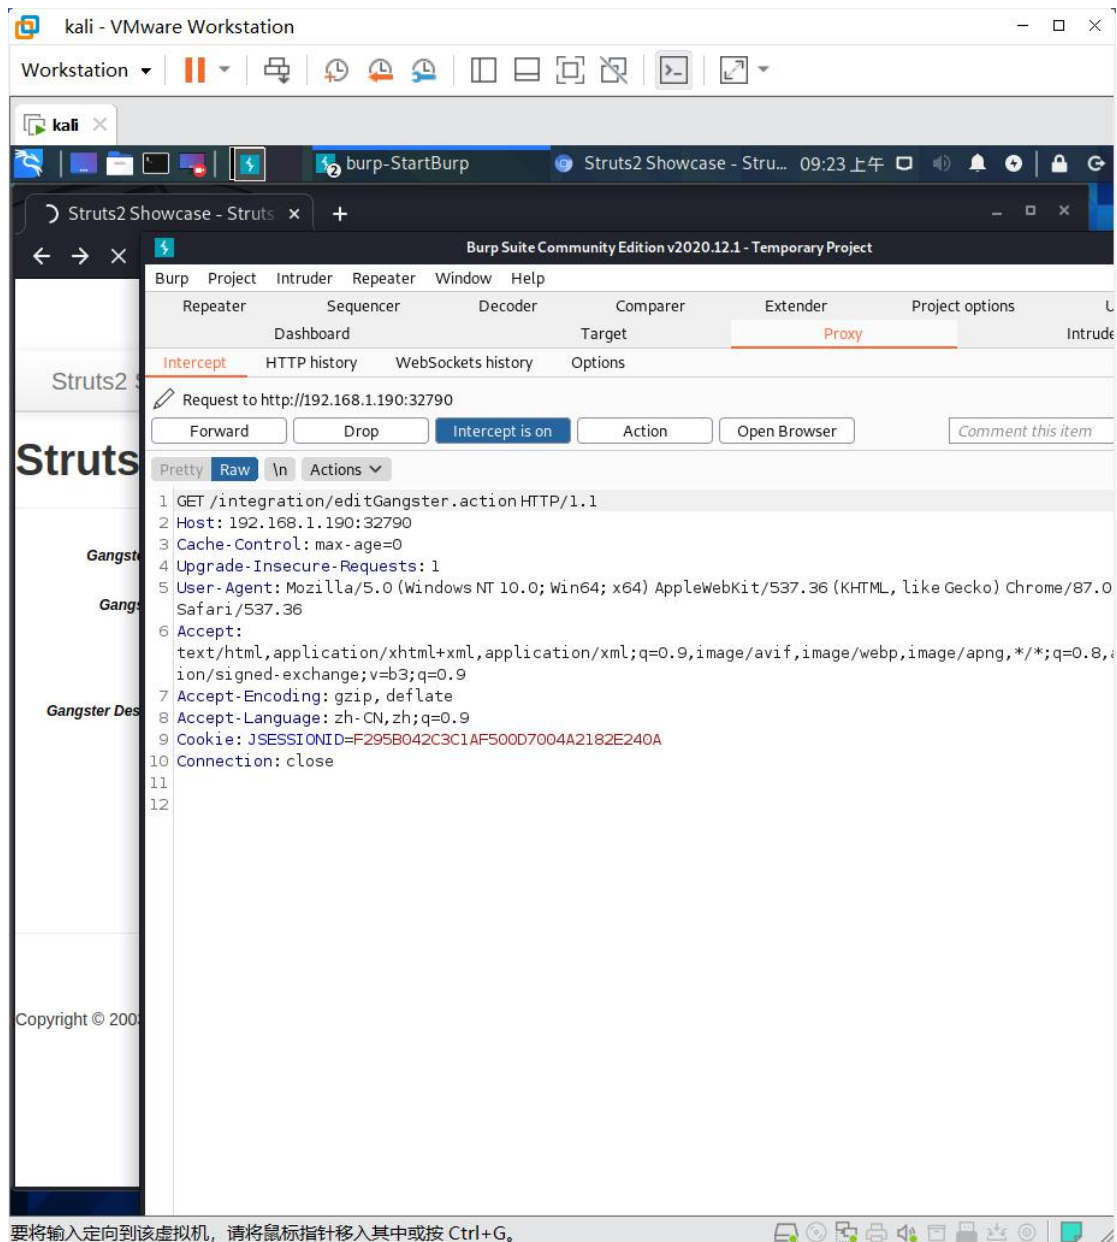 kali - VMware Workstation
Workstation
kali
burp-StartBurp
Struts2 Showcase - Stru...
09:23 上午
Struts2 Showcase - Struts
Burp Suite Community Edition v2020.12.1 - Temporary Project
Burp Project Intruder Repeater Window Help
Repeater Sequencer Decoder Comparer Extender Project options
Dashboard Target Proxy Intrude
Intercept HTTP history WebSockets history Options
Struts2
Request to http://192.168.1.190:32790
Forward Drop Intercept is on Action Open Browser Comment this item
Struts
Pretty Raw \n Actions
1 GET /integration/editGangster.action HTTP/1.1
2 Host: 192.168.1.190:32790
3 Cache-Control: max-age=0
4 Upgrade-Insecure-Requests: 1
5 User-Agent: Mozilla/5.0 (Windows NT 10.0; Win64; x64) AppleWebKit/537.36 (KHTML, like Gecko) Chrome/87.0
Safari/537.36
6 Accept:
text/html,application/xhtml+xml,application/xml;q=0.9,image/avif,image/webp,image/apng,*/*;q=0.8,
ion/signed-exchange;v=b3;q=0.9
7 Accept-Encoding: gzip, deflate
8 Accept-Language: zh-CN,zh;q=0.9
9 Cookie: JSESSIONID=F295B042C3C1AF500D7004A2182E240A
10 Connection: close
11
12
Gangste
Gangs
Gangster Des
Copyright © 200
要将输入定向到该虚拟机，请将鼠标指针移入其中或按 Ctrl+G。